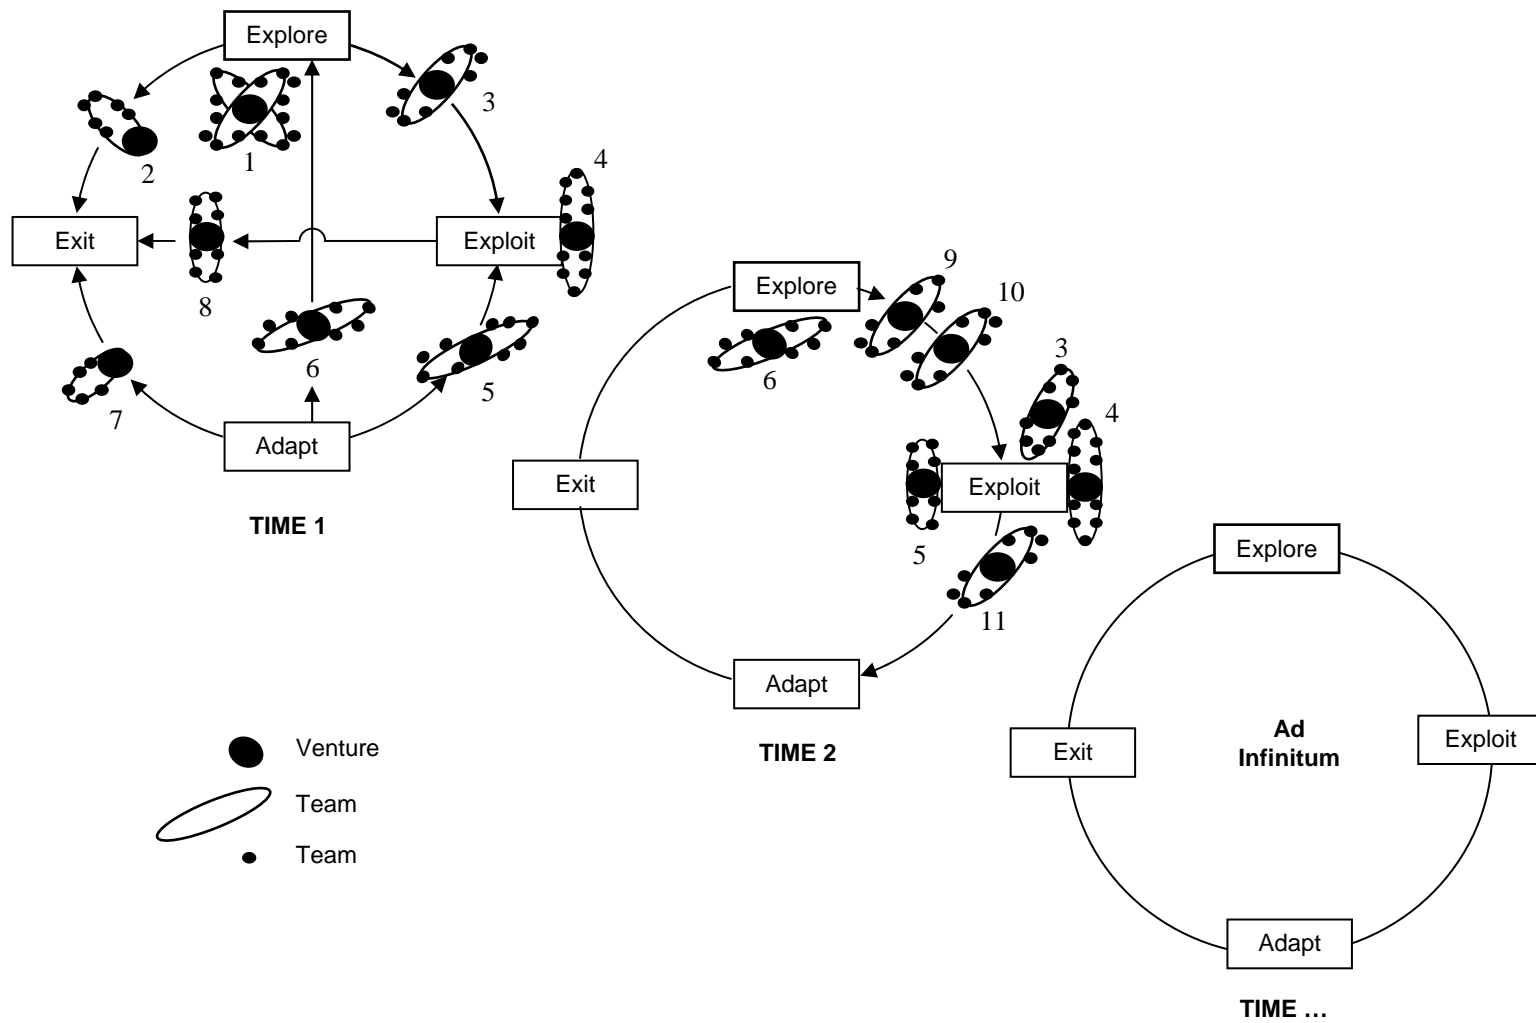 Explore
3
1
2
4
Exit
Exploit
8
6
5
7
Adapt
TIME 1
9
Explore
10
6
3
4
Exit
Exploit
5
11
Adapt
TIME 2
Explore
Ad
Infinitum
Exit
Exploit
Adapt
TIME ...
Venture
Team
Team